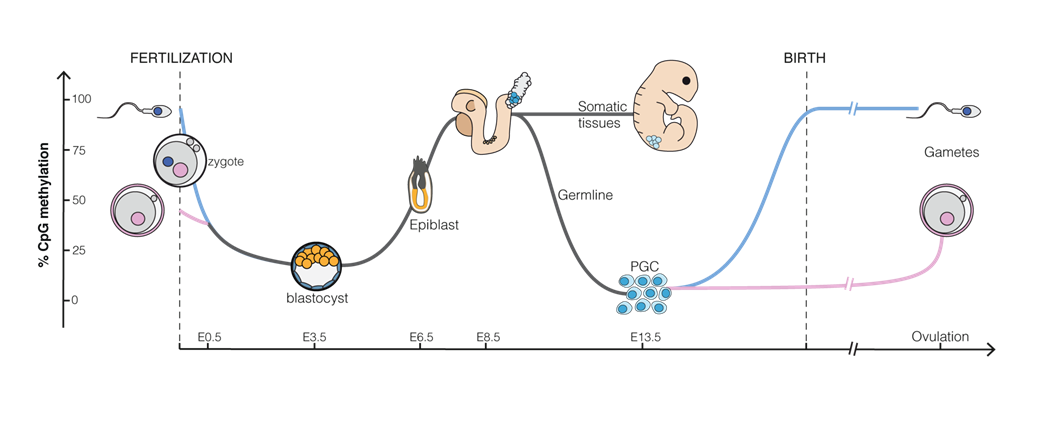 FERTILIZATION
BIRTH
% CpG methylation
100
75
50
25
0
zygote
Epiblast
blastocyst
Somatic
tissues
Germline
PGC
Gametes
E0.5
E3.5
E6.5
E8.5
E13.5
Ovulation